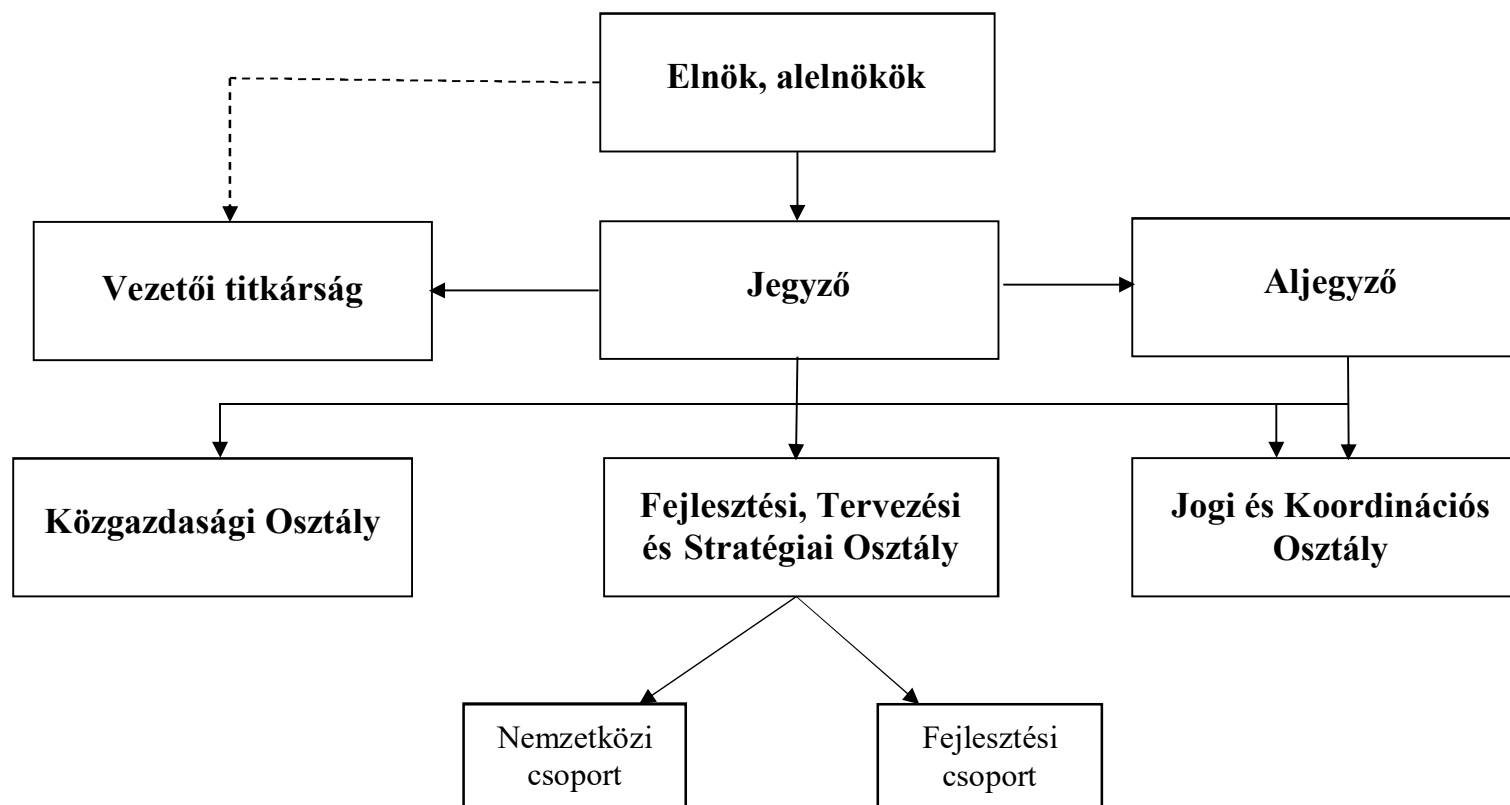 Elnök, alelnökök
Vezetői titkárság
Jegyző
Aljegyző
Közgazdasági Osztály
Fejlesztési, Tervezési
és Stratégiai Osztály
Jogi és Koordinációs
Osztály
Nemzetközi
csoport
Fejlesztési
csoport